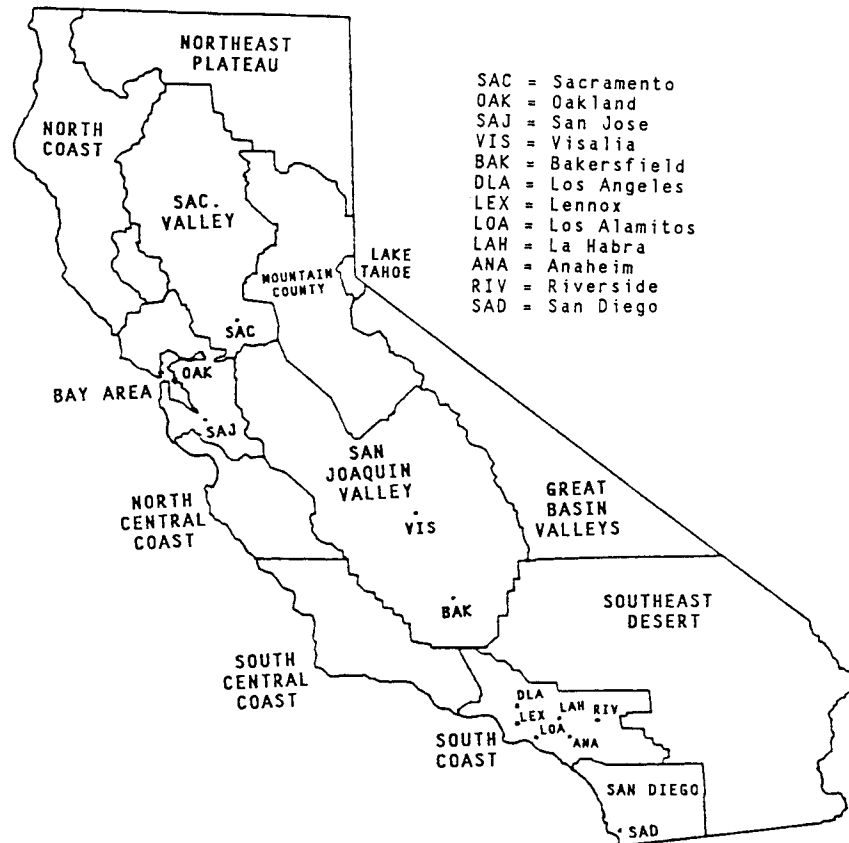 NORTHEAST
PLATEAU
SAC = Sacramento
OAK = Oakland
SAJ = San Jose
VIS = Visalia
BAK = Bakersfield
DLA = Los Angeles
LEX = Lennox
LOA = Los Alamitos
LAH = La Habra
ANA = Anaheim
RIV = Riverside
SAD = San Diego
NORTH
COAST
SAC.
VALLEY
LAKE
TAHOE
MOUNTAIN
COUNTY
SAC
OAK
BAY AREA
SAJ
SAN
JOAQUIN
VALLEY
NORTH
CENTRAL
COAST
VIS
GREAT
BASIN
VALLEYS
BAK
SOUTHEAST
DESERT
SOUTH
CENTRAL
COAST
DLA
LEX
LAH
RIV
LOA
ANA
SOUTH
COAST
SAN DIEGO
SAD